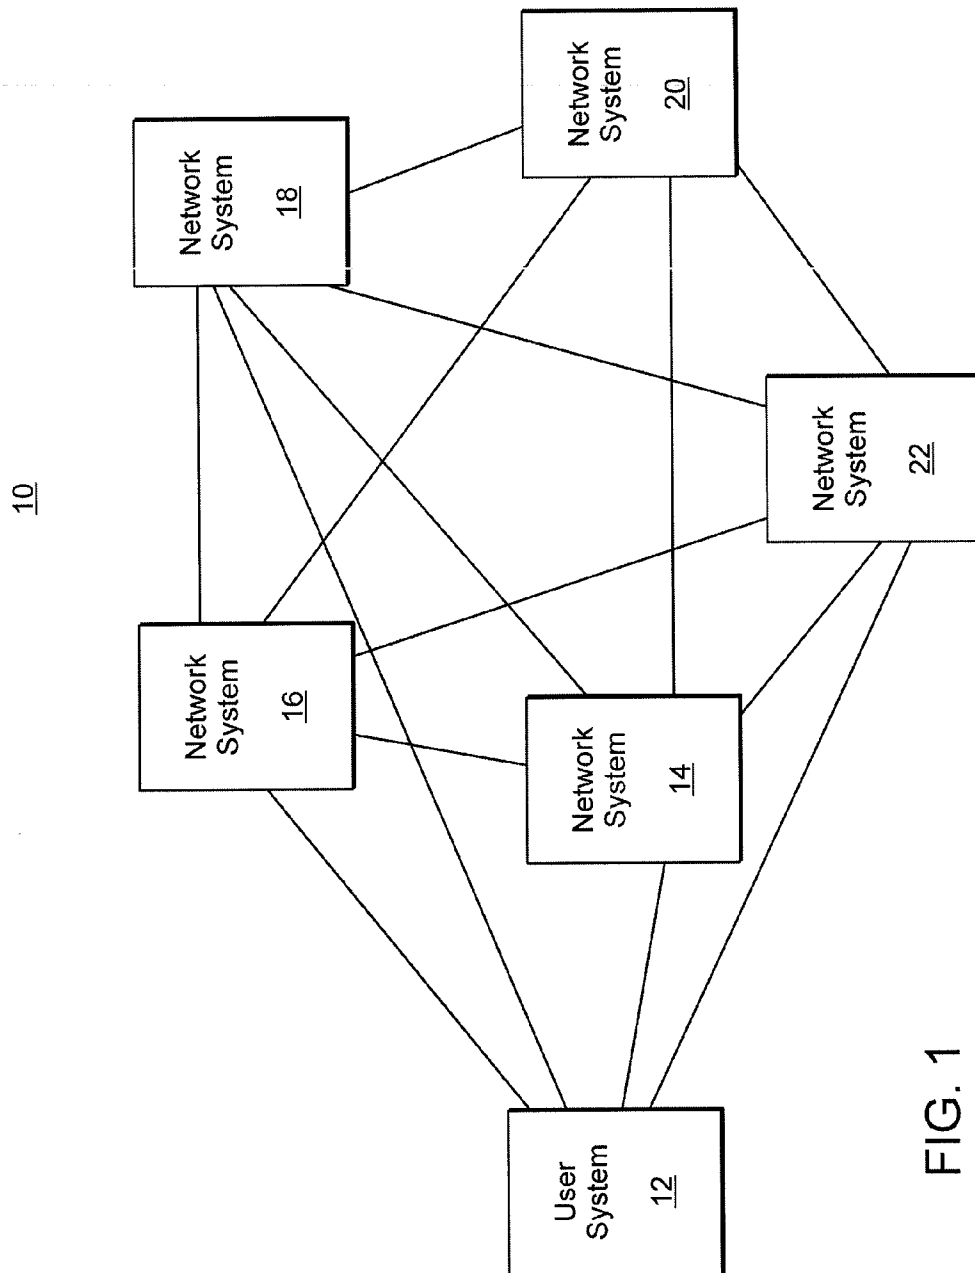 10
Network
System
16
Network
System
18
User
System
12
Network
System
14
Network
System
20
Network
System
22
FIG. 1